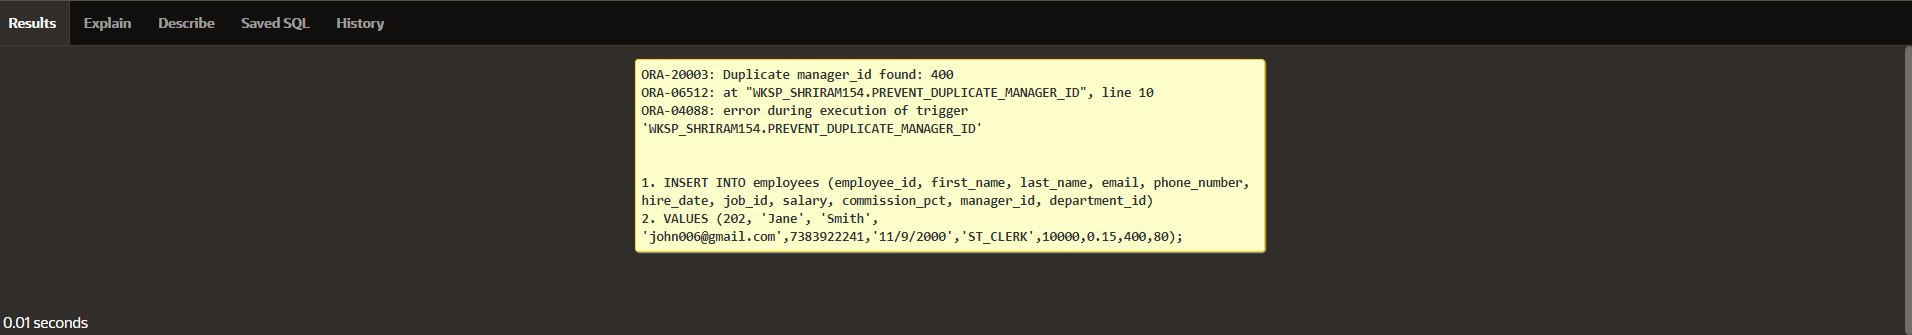 Results Explain Describe Saved SQL History
ORA-20003: Duplicate manager_id found: 400
ORA-06512: at "WKSP_SHRIRAM154.PREVENT_DUPLICATE_MANAGER_ID", line 10
ORA-04088: error during execution of trigger
'WKSP_SHRIRAM154.PREVENT_DUPLICATE_MANAGER_ID'
1. INSERT INTO employees (employee_id, first_name, last_name, email, phone_number,
hire_date, job_id, salary, commission_pct, manager_id, department_id)
2. VALUES (202, 'Jane', 'Smith',
'john006@gmail.com',7383922241,'11/9/2000','ST_CLERK',10000,0.15,400,80);
0.01 seconds